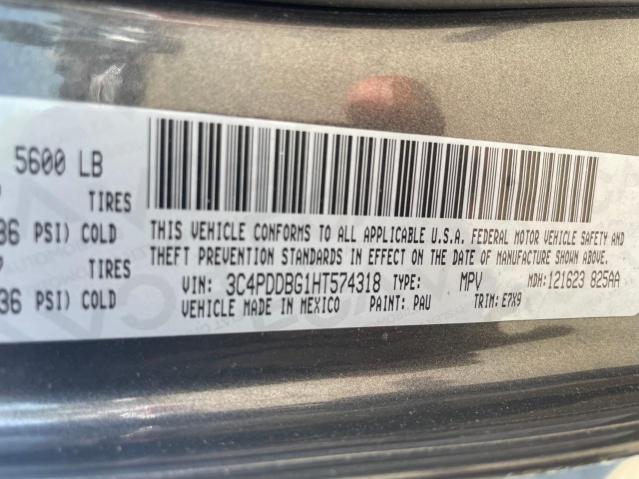 5600 LB
TIRES
36 PSI) COLD
TIRES
36 PSI) COLD
THIS VEHICLE CONFORMS TO ALL APPLICABLE U.S.A. FEDERAL MOTOR VEHICLE SAFETY AND
THEFT PREVENTION STANDARDS IN EFFECT ON THE DATE OF MANUFACTURE SHOWN ABOVE.
VIN: 3C4PDDBG1HT574318 TYPE: MPV MDH: 121623 825AA
VEHICLE MADE IN MEXICO PAINT: PAU TRIM: E7X9